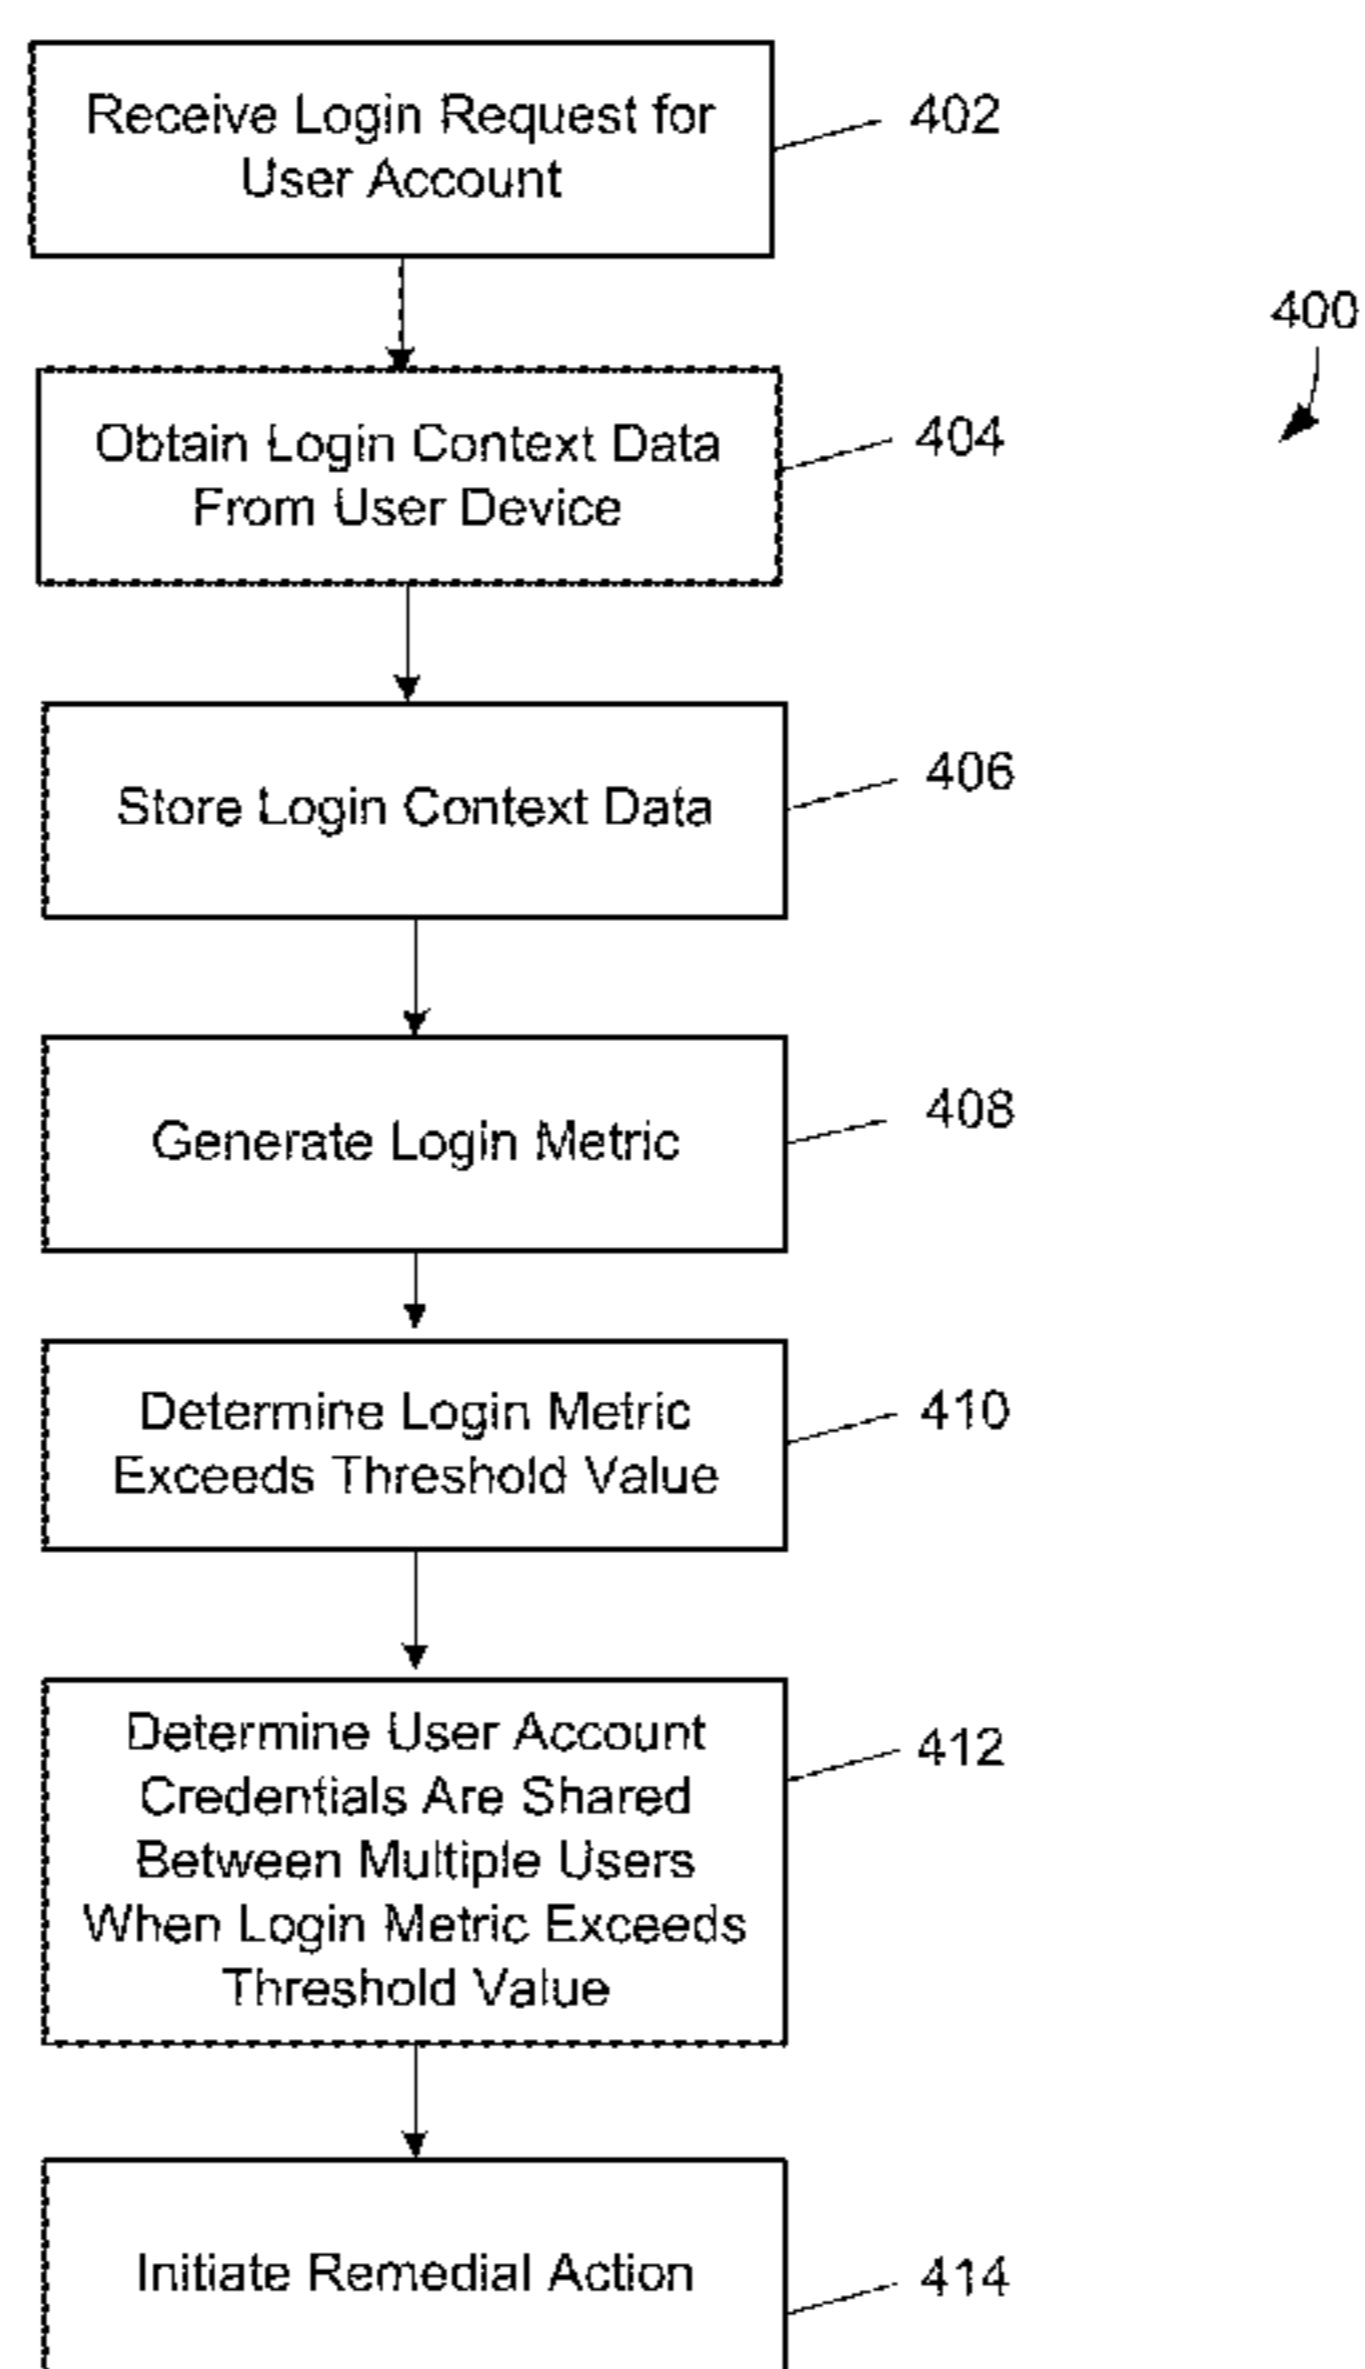 Receive Login Request for
User Account
402
400
Obtain Login Context Data
From User Device
404
Store Login Context Data
406
Generate Login Metric
408
Determine Login Metric
Exceeds Threshold Value
410
Determine User Account
Credentials Are Shared
Between Multiple Users
When Login Metric Exceeds
Threshold Value
412
Initiate Remedial Action
414